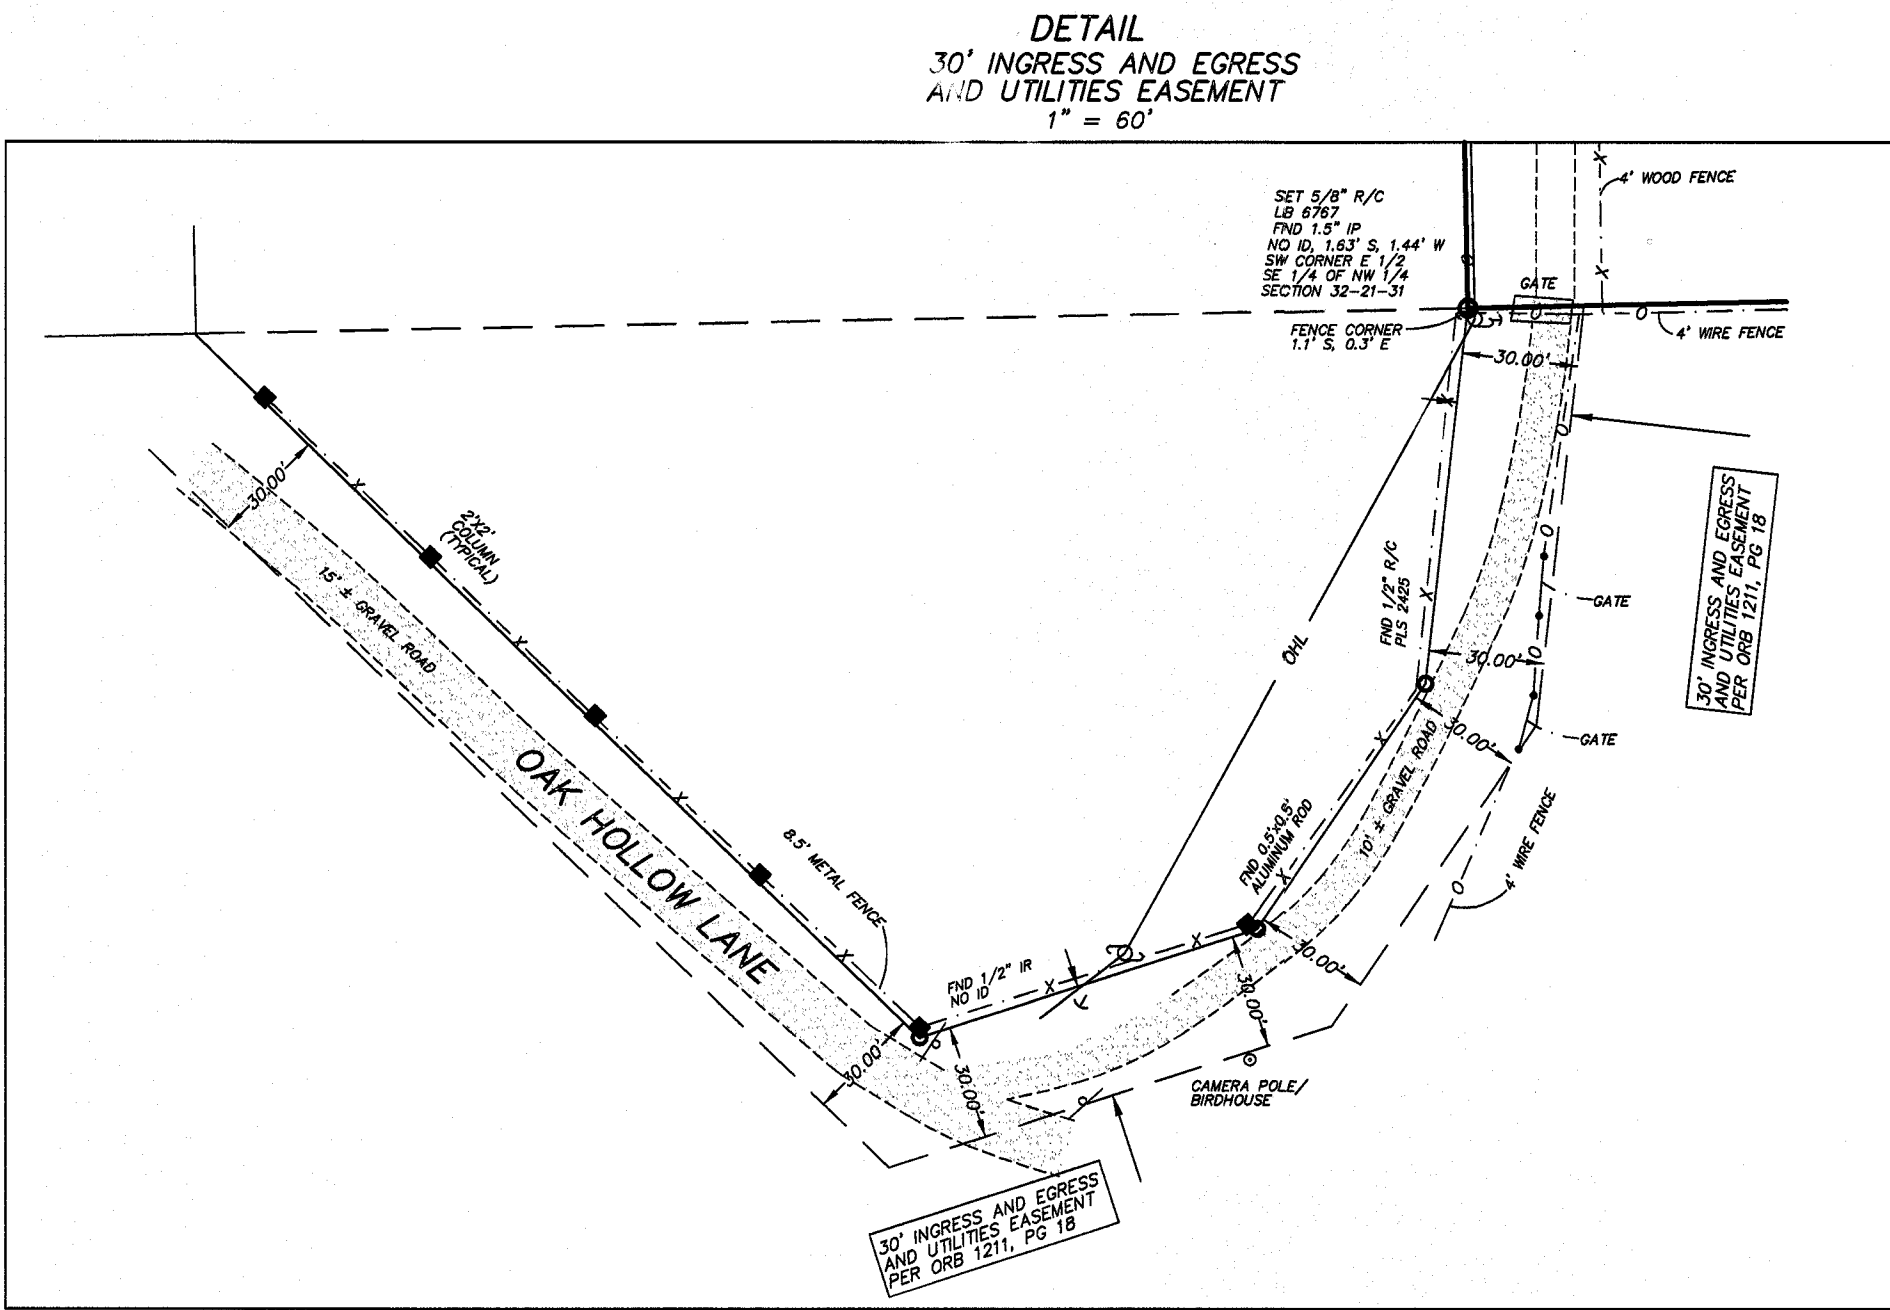 DETAIL
30' INGRESS AND EGRESS
AND UTILITIES EASEMENT
1" = 60'
SET 5/8" R/C
LB 6767
FND 1.5" IP
NO ID, 1.63' S, 1.44' W
SW CORNER E 1/2
SE 1/4 OF NW 1/4
SECTION 32-21-31
4' WOOD FENCE
GATE
FENCE CORNER
1.1' S, 0.3' E
4' WIRE FENCE
30.00'
30.00'
2'X2'
COLUMN
(TYPICAL)
15' ± GRAVEL ROAD
30' INGRESS AND EGRESS
AND UTILITIES EASEMENT
PER ORB 1211, PG 18
FND 1/2" R/C
PLS 2425
GATE
OHL
30.00'
30.00'
GATE
10' ± GRAVEL ROAD
OAK HOLLOW LANE
8.5' METAL FENCE
FND 0.5'x0.5'
ALUMINUM ROD
4' WIRE FENCE
FND 1/2" IR
NO ID
30.00'
30.00'
30.00'
30.00'
CAMERA POLE/
BIRDHOUSE
30' INGRESS AND EGRESS
AND UTILITIES EASEMENT
PER ORB 1211, PG 18